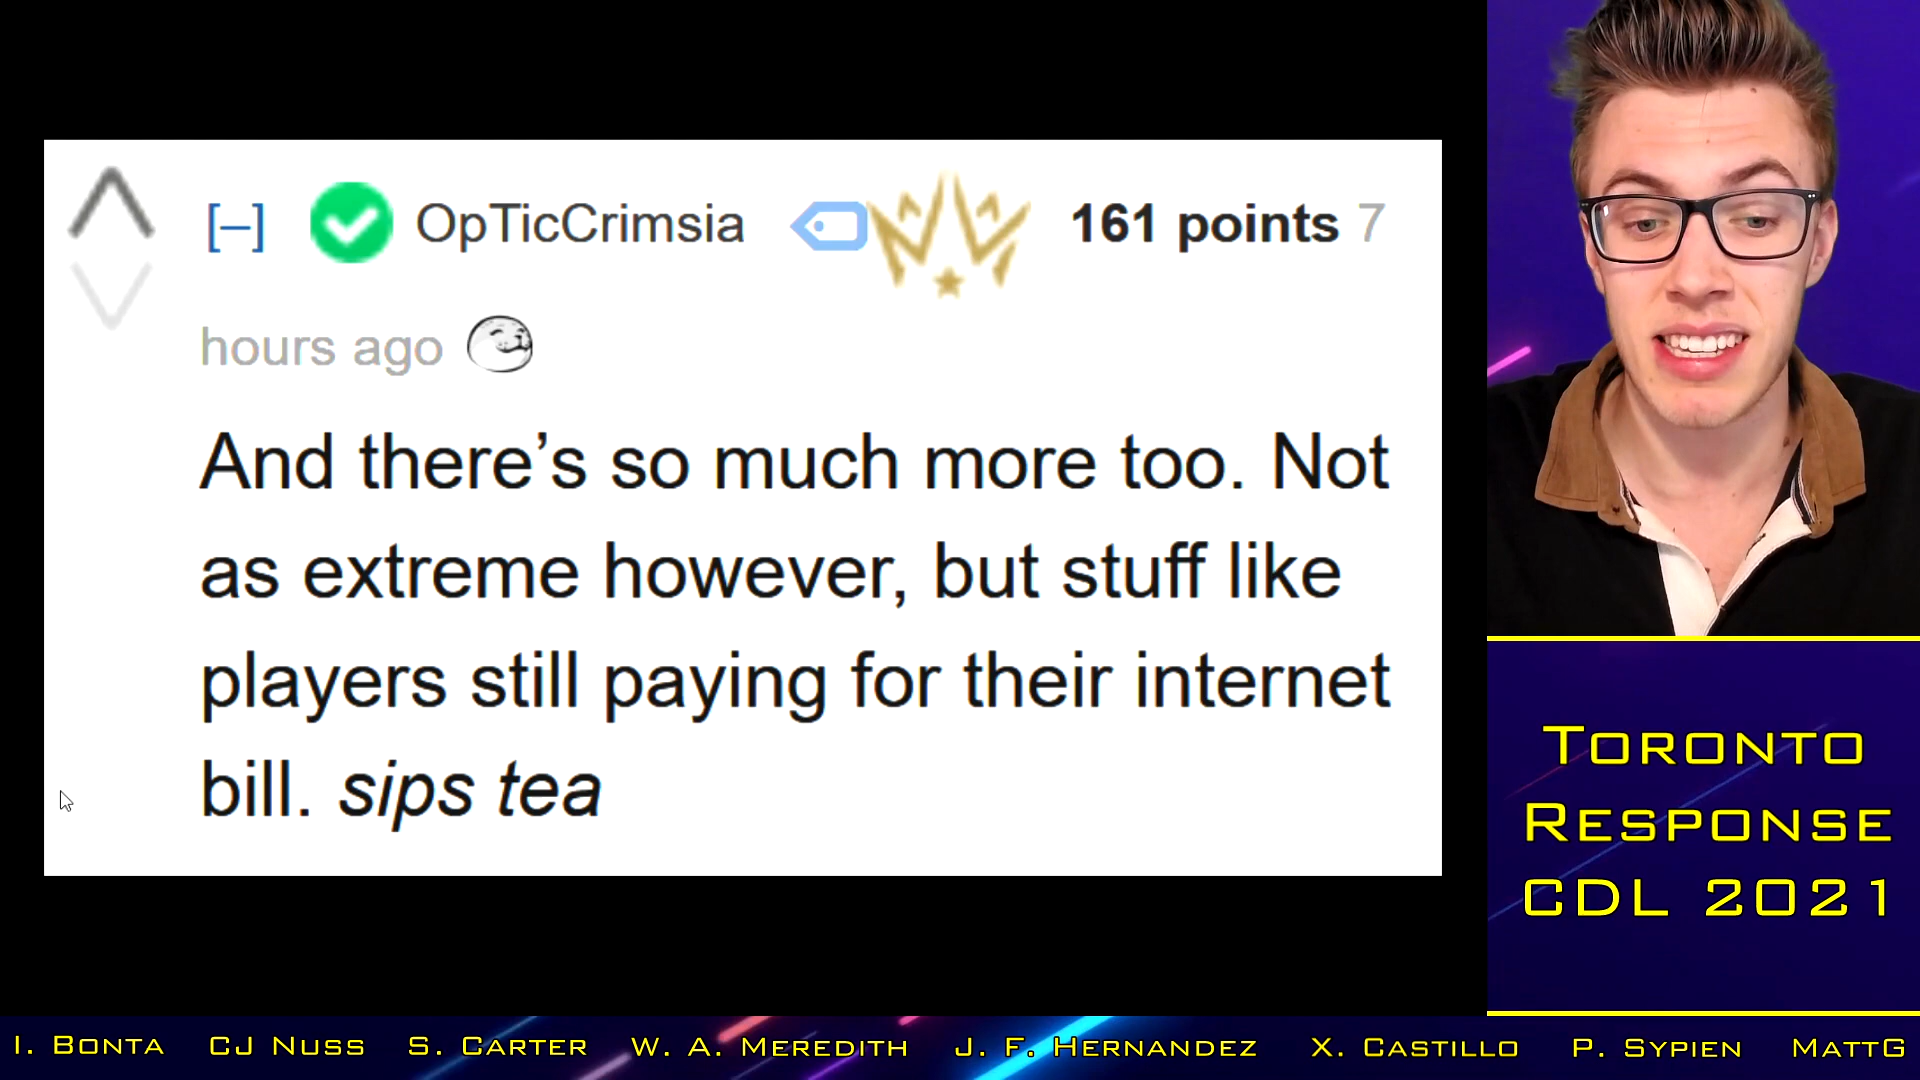 [–] OpTicCrimsia 161 points 7
hours ago
And there’s so much more too. Not
as extreme however, but stuff like
players still paying for their internet
bill. sips tea
TORONTO
RESPONSE
CDL 2021
I. BONTA CJ NUSS S. CARTER W. A. MEREDITH J. F. HERNANDEZ X. CASTILLO P. SYPIEN MATTG